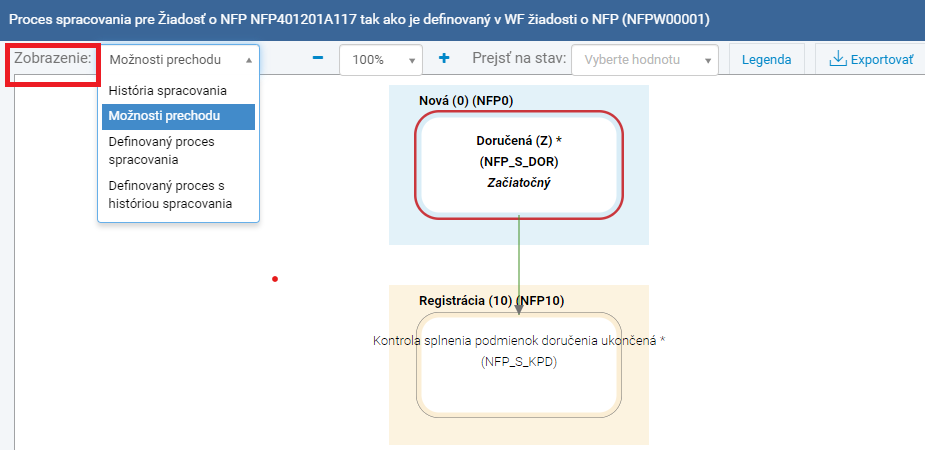 Proces spracovania pre Žiadosť o NFP NFP401201A117 tak ako je definovaný v WF žiadosti o NFP (NFPW00001)
Zobrazenie: Možnosti prechodu 100% Prejsť na stav: Vyberte hodnotu Legenda Exportovať
História spracovania
Možnosti prechodu
Definovaný proces
spracovania
Definovaný proces s
históriou spracovania
Nová (0) (NFP0)
Doručená (Z) *
(NFP_S_DOR)
Začiatočný
Registrácia (10) (NFP10)
Kontrola splnenia podmienok doručenia ukončená *
(NFP_S_KPD)